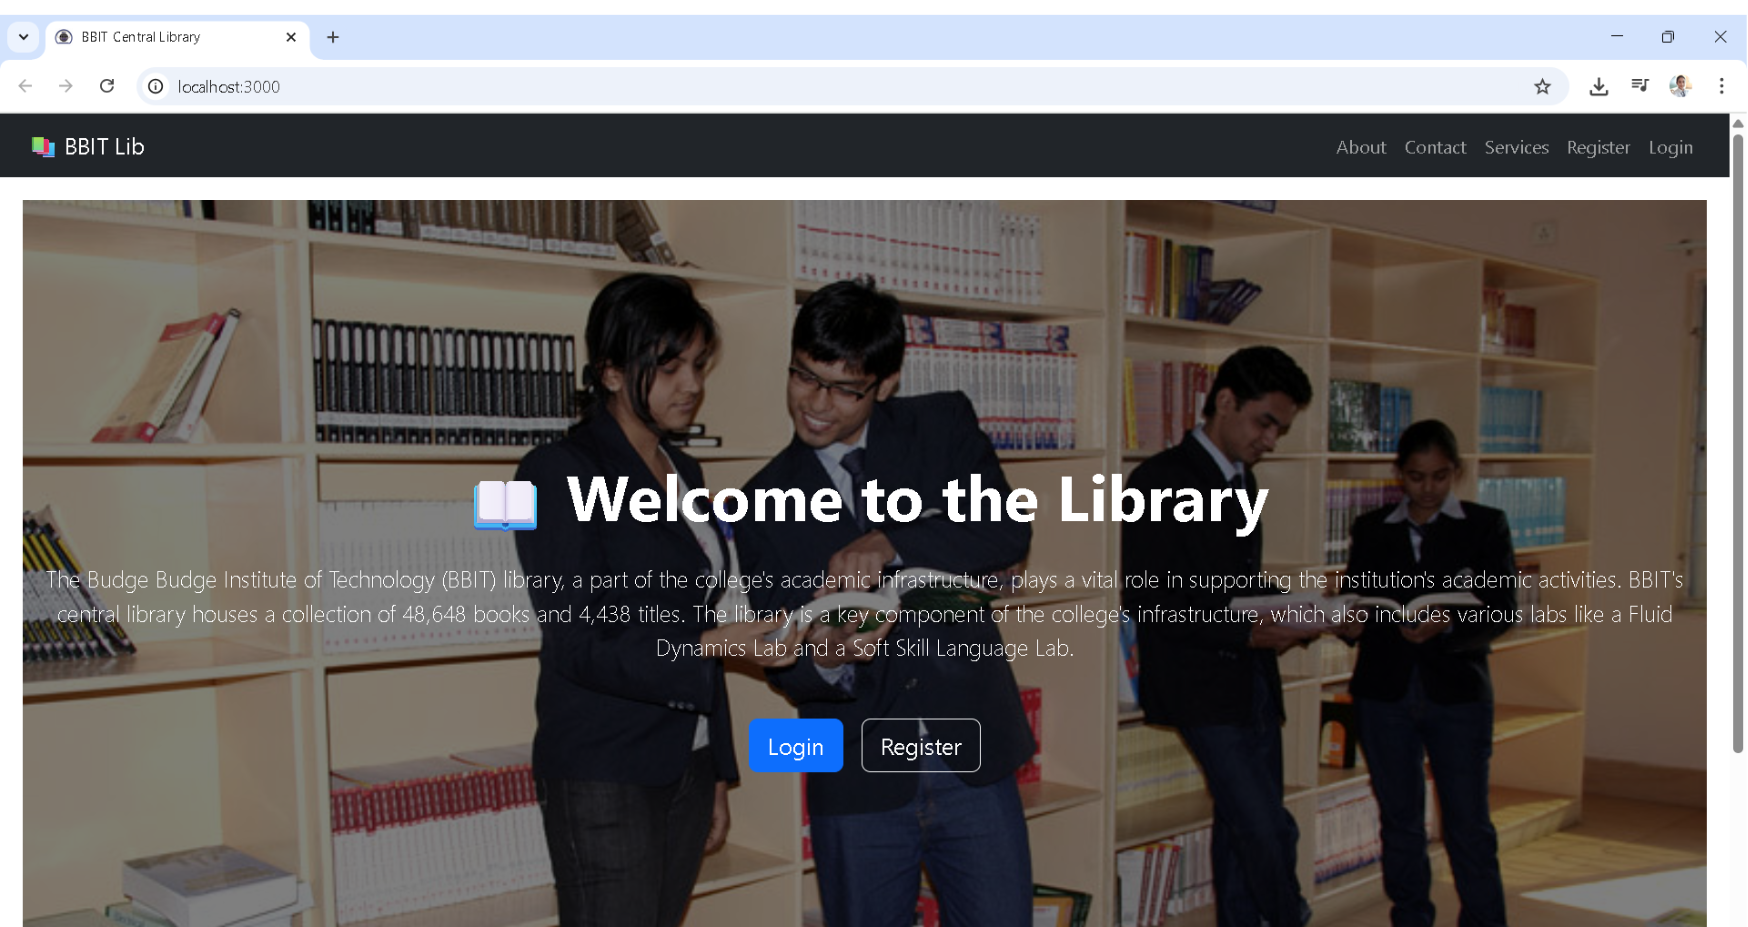 BBIT Central Library
localhost:3000
BBIT Lib
About Contact Services Register Login
Welcome to the Library
The Budge Budge Institute of Technology (BBIT) library, a part of the college's academic infrastructure, plays a vital role in supporting the institution's academic activities. BBIT's
central library houses a collection of 48,648 books and 4,438 titles. The library is a key component of the college's infrastructure, which also includes various labs like a Fluid
Dynamics Lab and a Soft Skill Language Lab.
Login Register